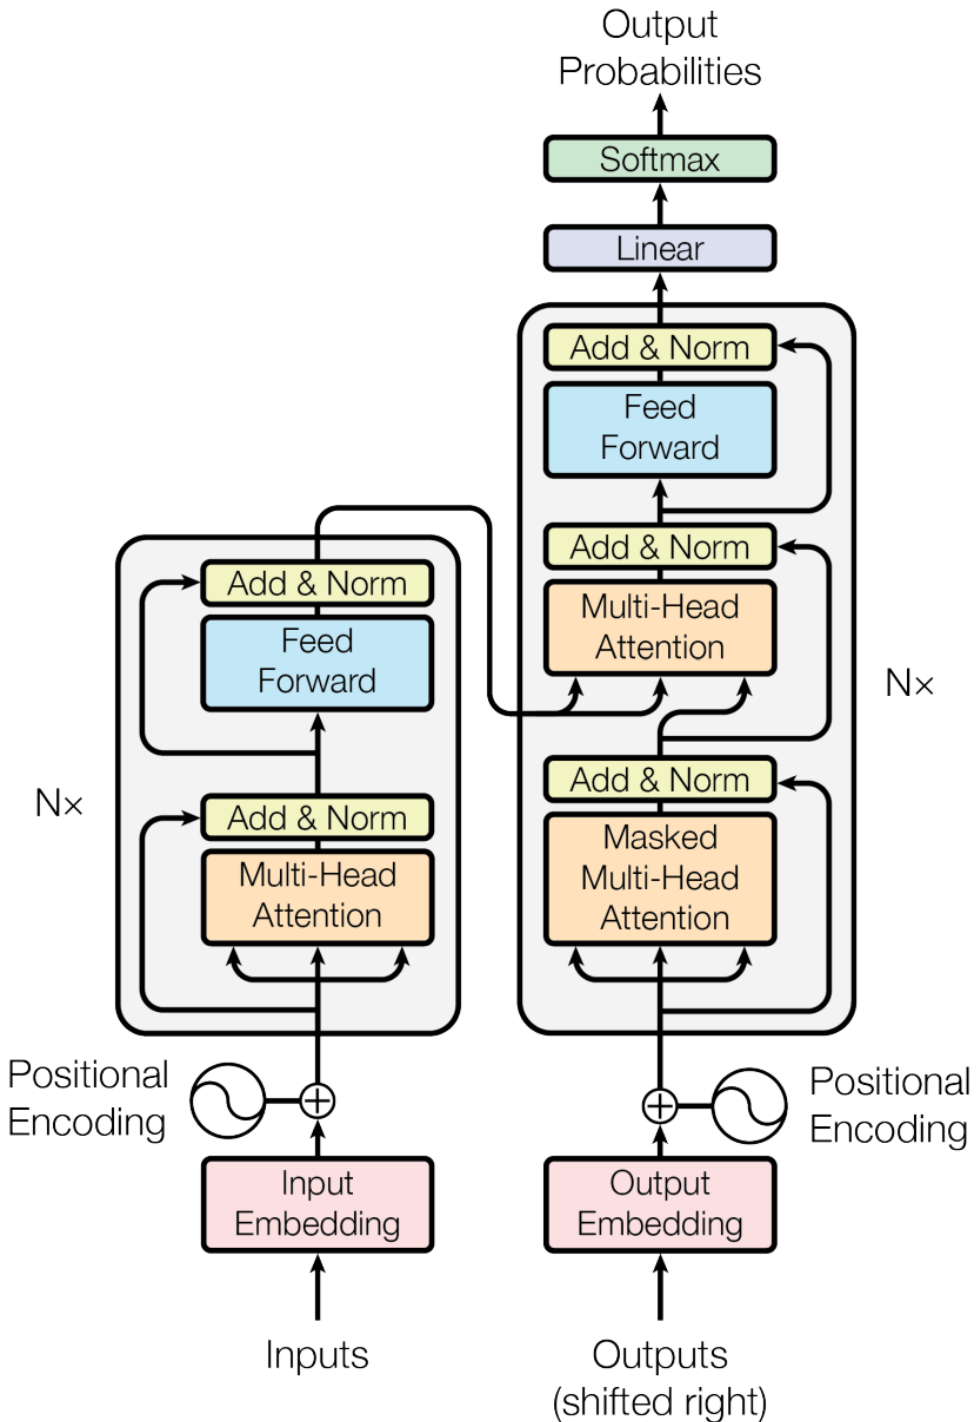 Output
Probabilities
Softmax
Linear
Add & Norm
Feed
Forward
Add & Norm
Multi-Head
Attention
Nx
Add & Norm
Masked
Multi-Head
Attention
Add & Norm
Feed
Forward
N×
Add & Norm
Multi-Head
Attention
Positional
Encoding
Positional
Encoding
Input
Embedding
Output
Embedding
Inputs
Outputs
(shifted right)